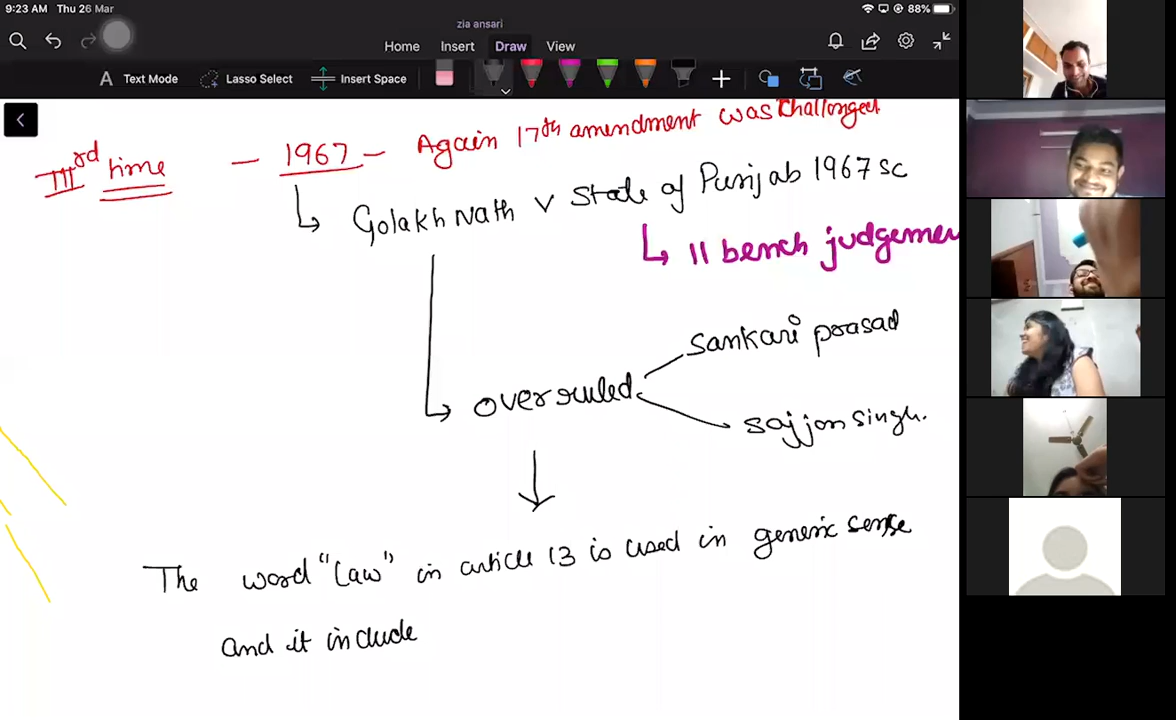 9:23 AM Thu 26 Mar
88%
zia ansari
Home Insert Draw View
Text Mode Lasso Select Insert Space
IIIrd time — 1967 — Again 17th amendment was challenged
Golakh Nath v State of Punjab 1967 SC
11 bench judgemen
Sankari prasad
overruled
Sajjan Singh.
The word "law" in article 13 is used in generic sense
and it include